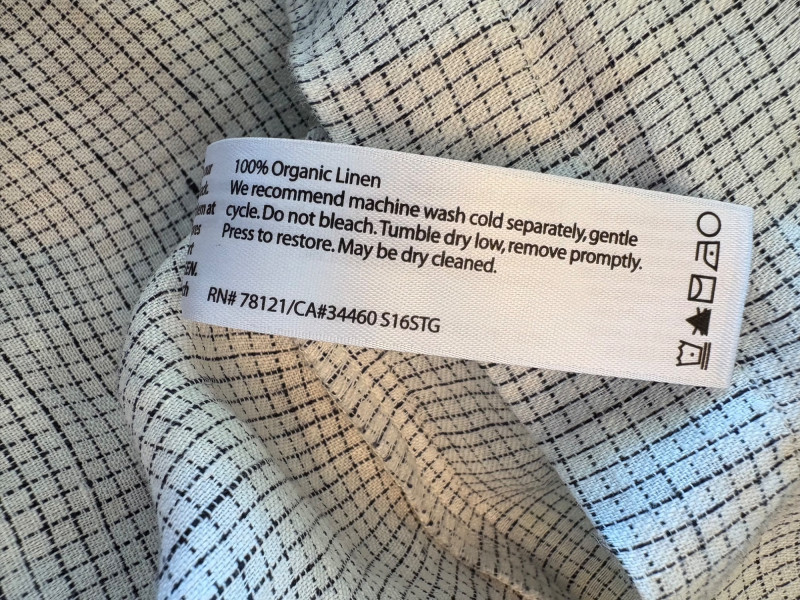 100% Organic Linen
We recommend machine wash cold separately, gentle
cycle. Do not bleach. Tumble dry low, remove promptly.
Press to restore. May be dry cleaned.
RN# 78121/CA#34460 S16STG